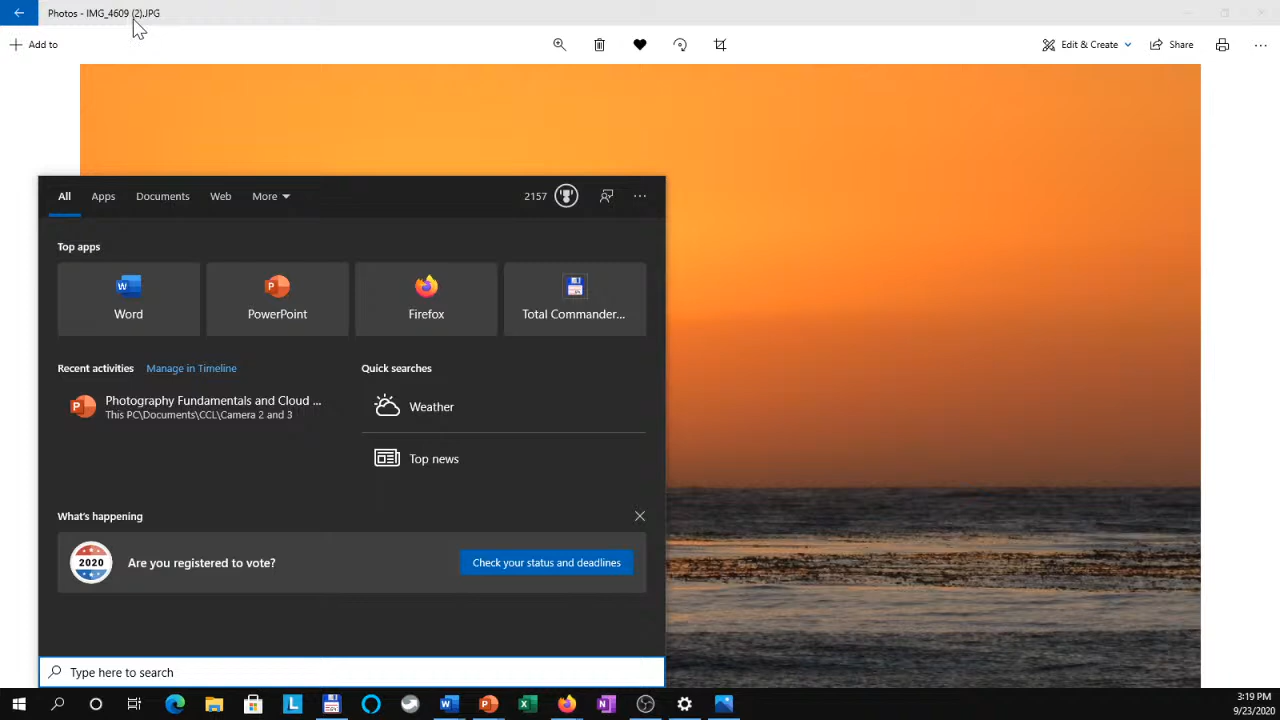 Photos - IMG_4609 (2).JPG
Add to
Edit & Create
Share
All Apps Documents Web More 2157
Top apps
Word PowerPoint Firefox Total Commander...
Recent activities Manage in Timeline Quick searches
Photography Fundamentals and Cloud ...
This PC\Documents\CCL\Camera 2 and 3
Weather
Top news
What's happening
2020 Are you registered to vote? Check your status and deadlines
Type here to search
3:19 PM
9/23/2020